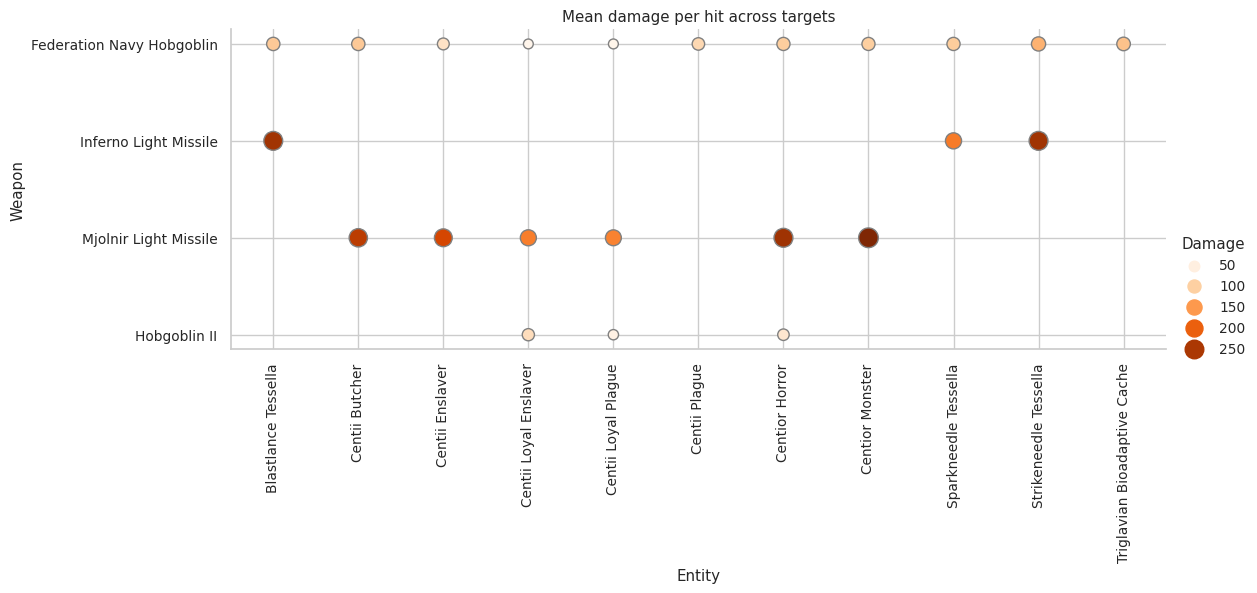 Mean damage per hit across targets
Weapon
Federation Navy Hobgoblin
Inferno Light Missile
Mjolnir Light Missile
Hobgoblin II
Blastlance Tessella
Centii Butcher
Centii Enslaver
Centii Loyal Enslaver
Centii Loyal Plague
Centii Plague
Centior Horror
Centior Monster
Sparkneedle Tessella
Strikeneedle Tessella
Triglavian Bioadaptive Cache
Entity
Damage
50
100
150
200
250